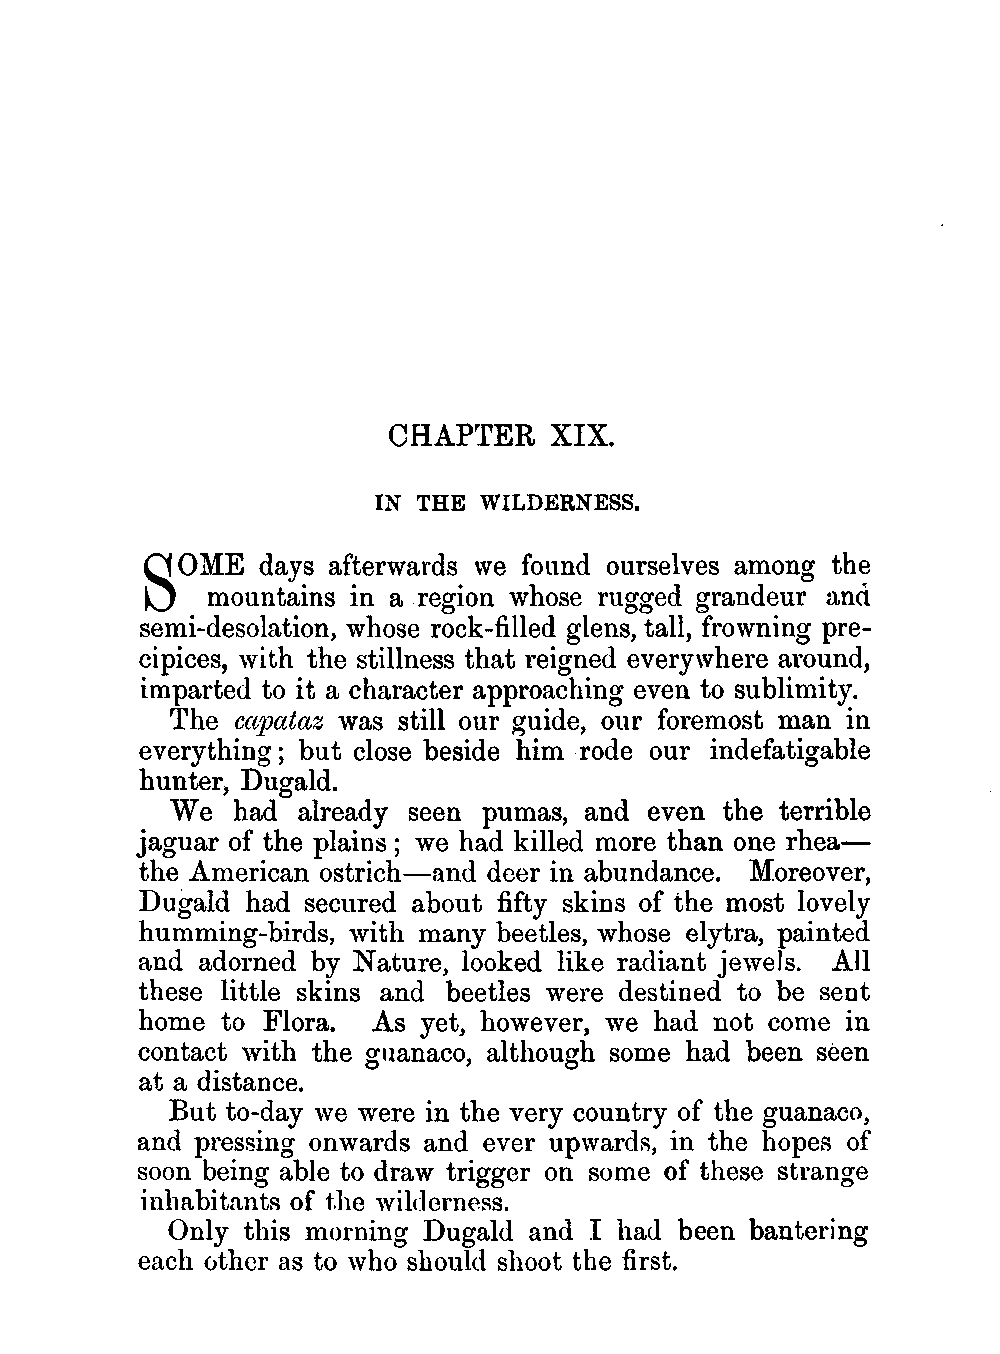 CHAPTER XIX.
IN THE WILDERNESS.
SOME days afterwards we found ourselves among the
mountains in a region whose rugged grandeur and
semi-desolation, whose rock-filled glens, tall, frowning pre-
cipices, with the stillness that reigned everywhere around,
imparted to it a character approaching even to sublimity.
The capataz was still our guide, our foremost man in
everything; but close beside him rode our indefatigable
hunter, Dugald.
We had already seen pumas, and even the terrible
jaguar of the plains; we had killed more than one rhea—
the American ostrich—and deer in abundance. Moreover,
Dugald had secured about fifty skins of the most lovely
humming-birds, with many beetles, whose elytra, painted
and adorned by Nature, looked like radiant jewels. All
these little skins and beetles were destined to be sent
home to Flora. As yet, however, we had not come in
contact with the guanaco, although some had been seen
at a distance.
But to-day we were in the very country of the guanaco,
and pressing onwards and ever upwards, in the hopes of
soon being able to draw trigger on some of these strange
inhabitants of the wilderness.
Only this morning Dugald and I had been bantering
each other as to who should shoot the first.